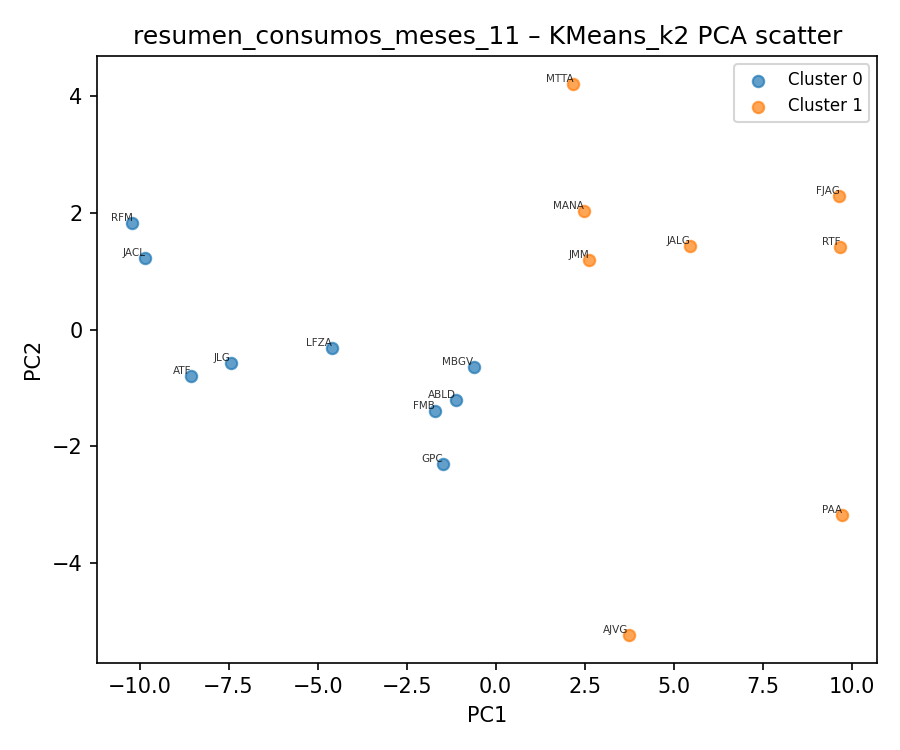 resumen_consumos_meses_11 – KMeans_k2 PCA scatter
Cluster 0
Cluster 1
MTTA
FJAG
RFM
MANA
RTF
JALG
JACL
JMM
LFZA
JLG
MBGV
ATF
ABLD
FMB
GPC
PAA
AJVG
4
2
0
−2
−4
PC2
−10.0
−7.5
−5.0
−2.5
0.0
2.5
5.0
7.5
10.0
PC1